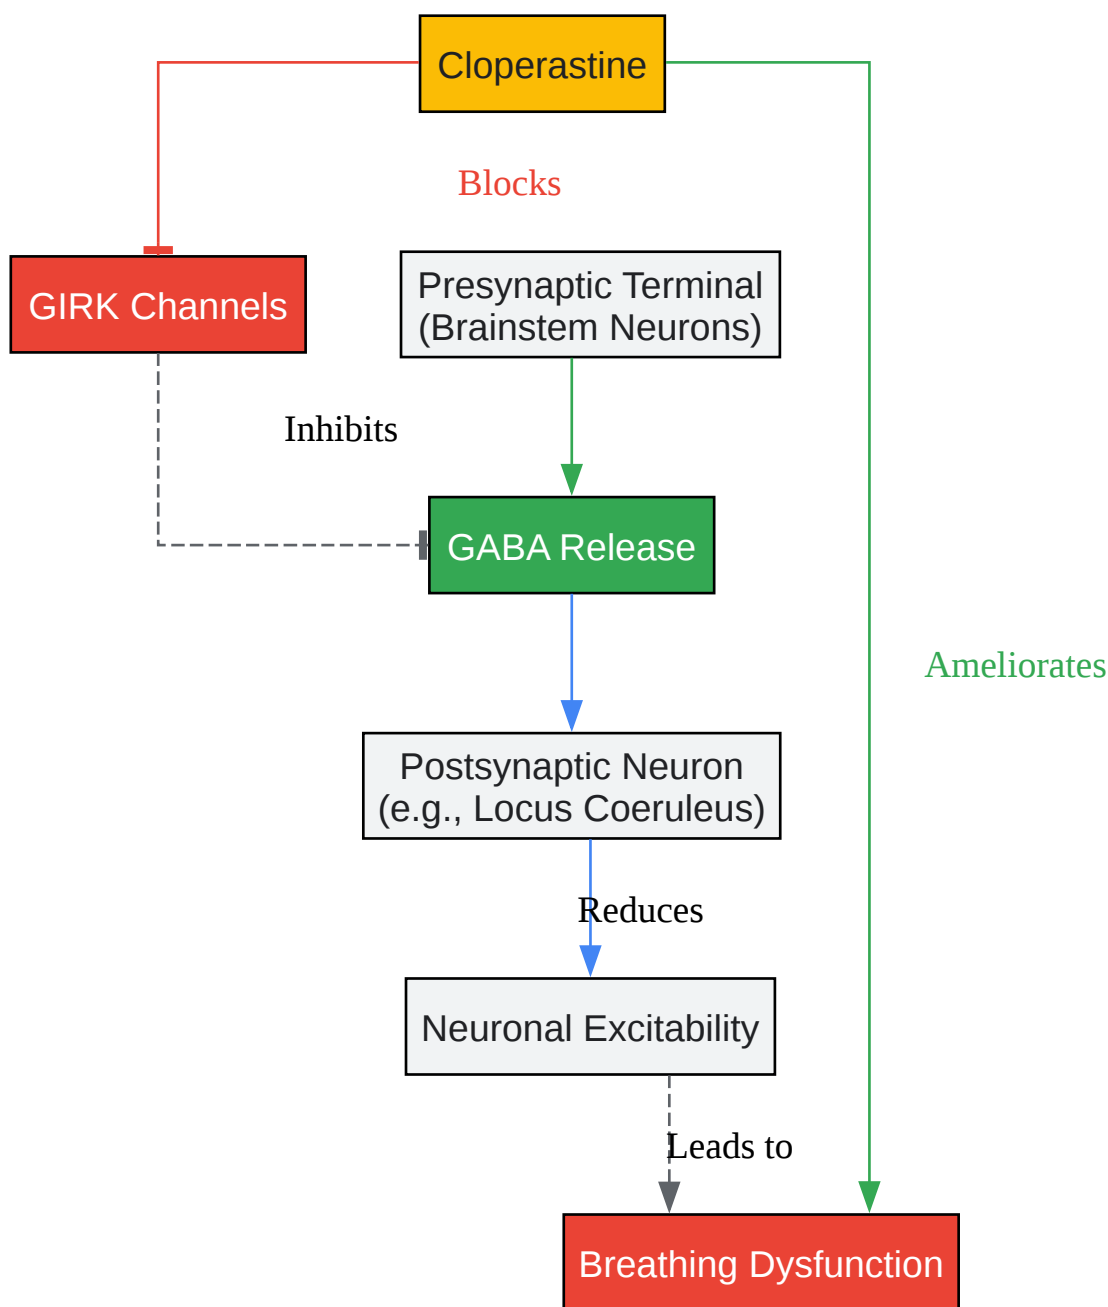 Cloperastine
Blocks
GIRK Channels
Presynaptic Terminal
(Brainstem Neurons)
Inhibits
GABA Release
Ameliorates
Postsynaptic Neuron
(e.g., Locus Coeruleus)
Reduces
Neuronal Excitability
Leads to
Breathing Dysfunction